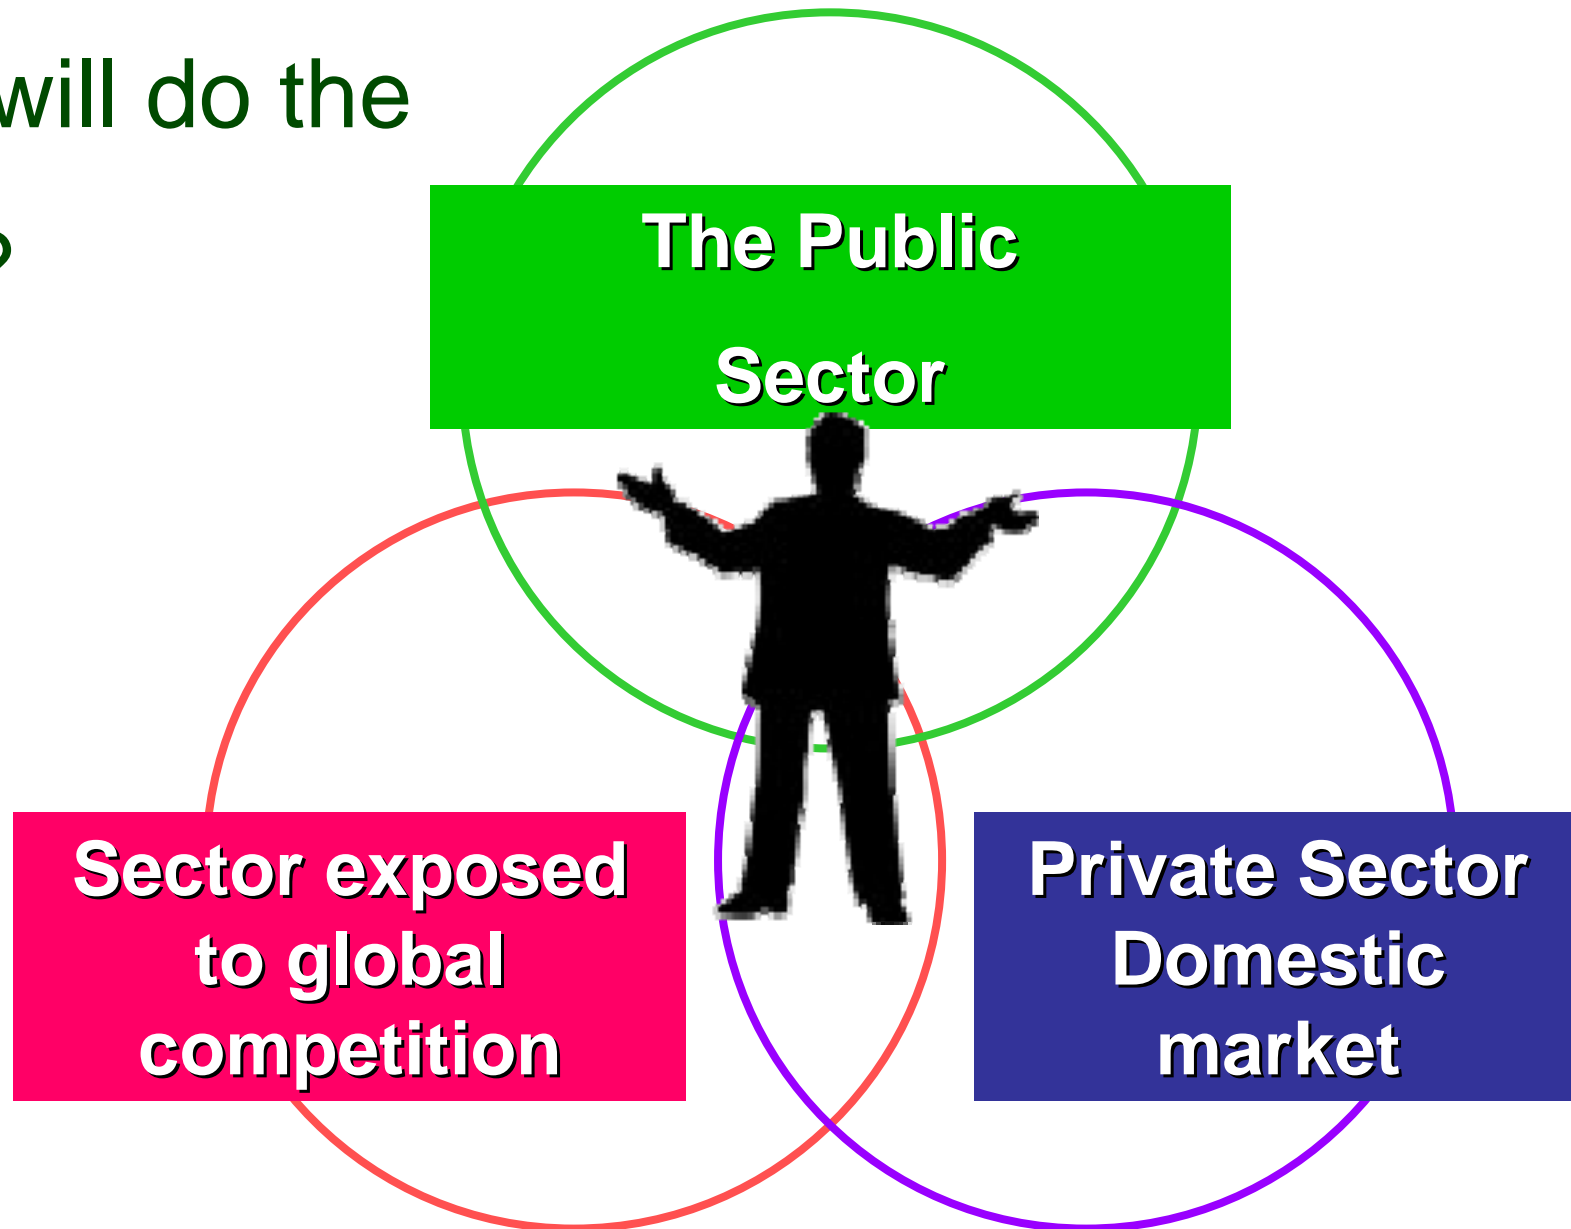 will do the
?
The Public
Sector
Sector exposed
to global
competition
Private Sector
Domestic
market